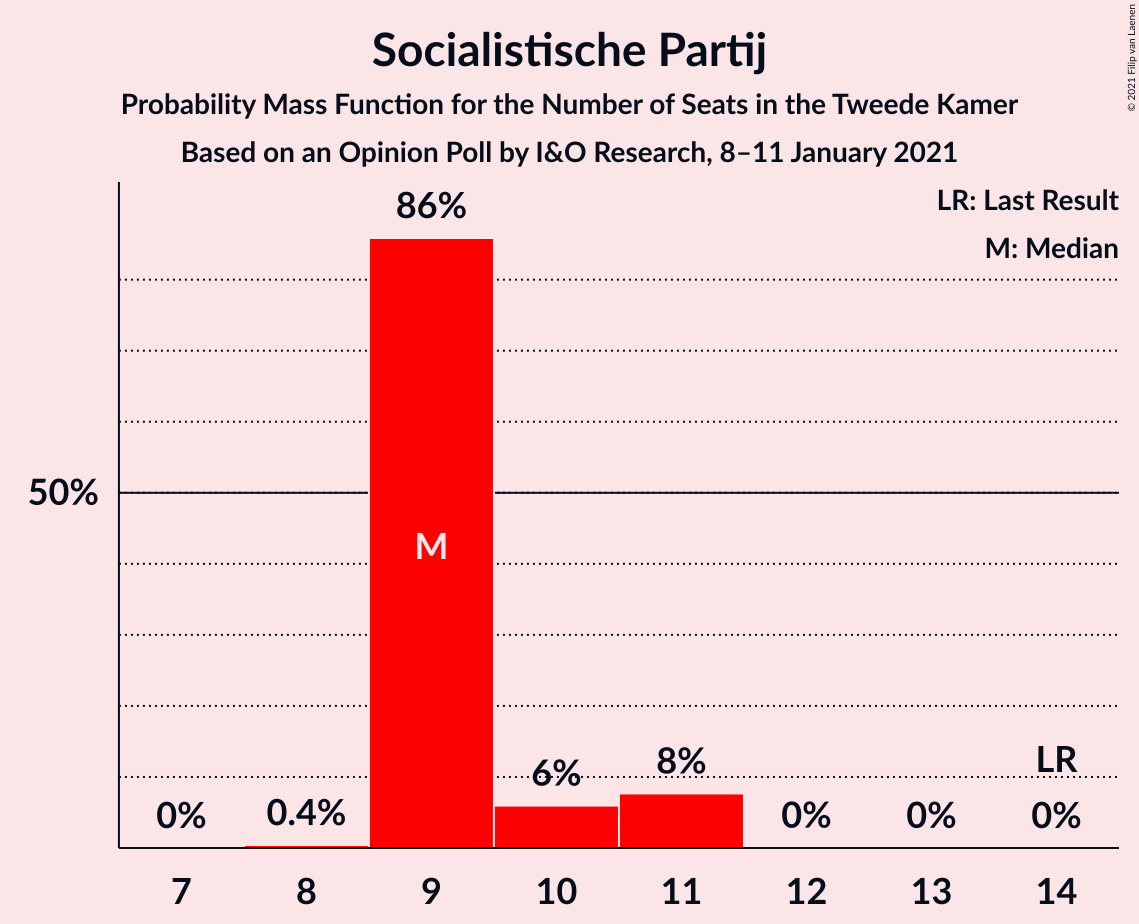 Socialistische Partij
Probability Mass Function for the Number of Seats in the Tweede Kamer
Based on an Opinion Poll by I&O Research, 8–11 January 2021
© 2021 Filip van Laenen
LR: Last Result
M: Median
86%
50%
M
0%
0.4%
6%
8%
0%
0%
LR
0%
7
8
9
10
11
12
13
14